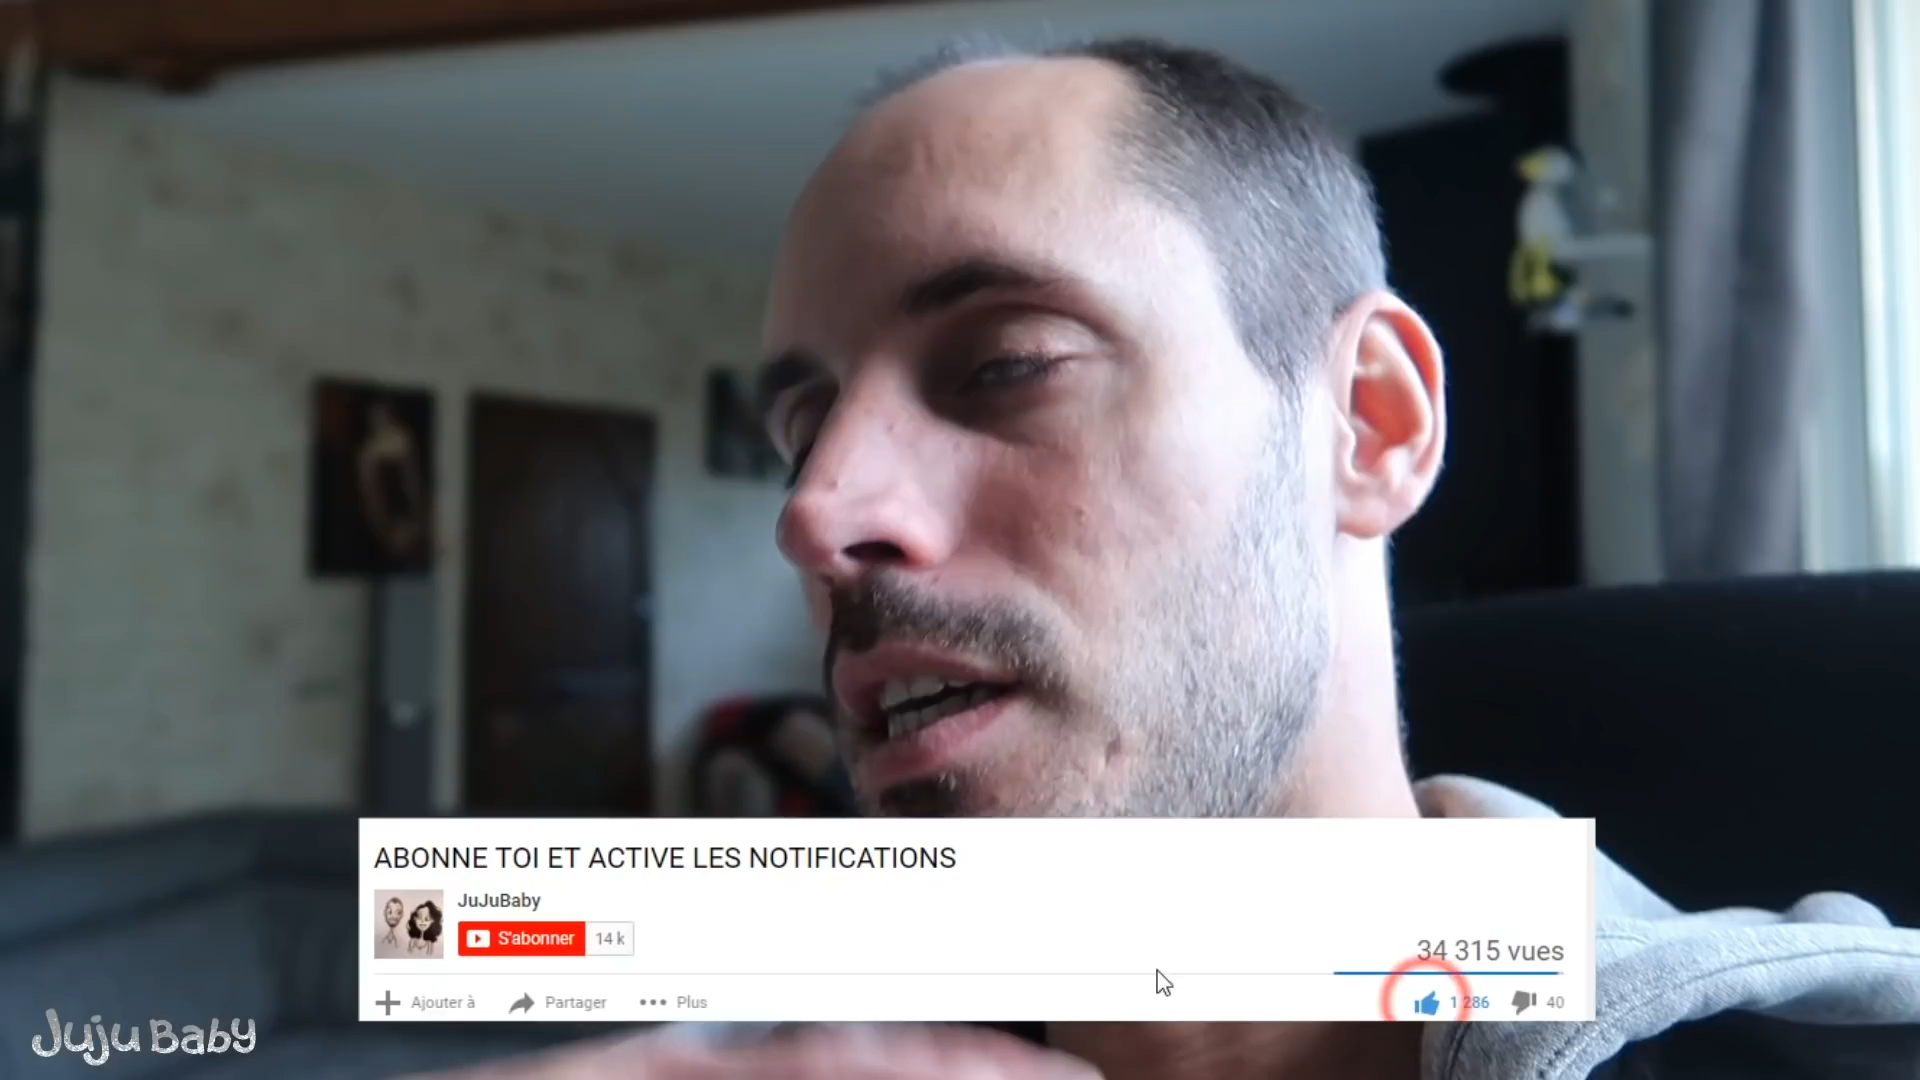 ABONNE TOI ET ACTIVE LES NOTIFICATIONS
JuJuBaby
S'abonner 14 k
34 315 vues
Ajouter à Partager ••• Plus 1 286 40
Juju Baby